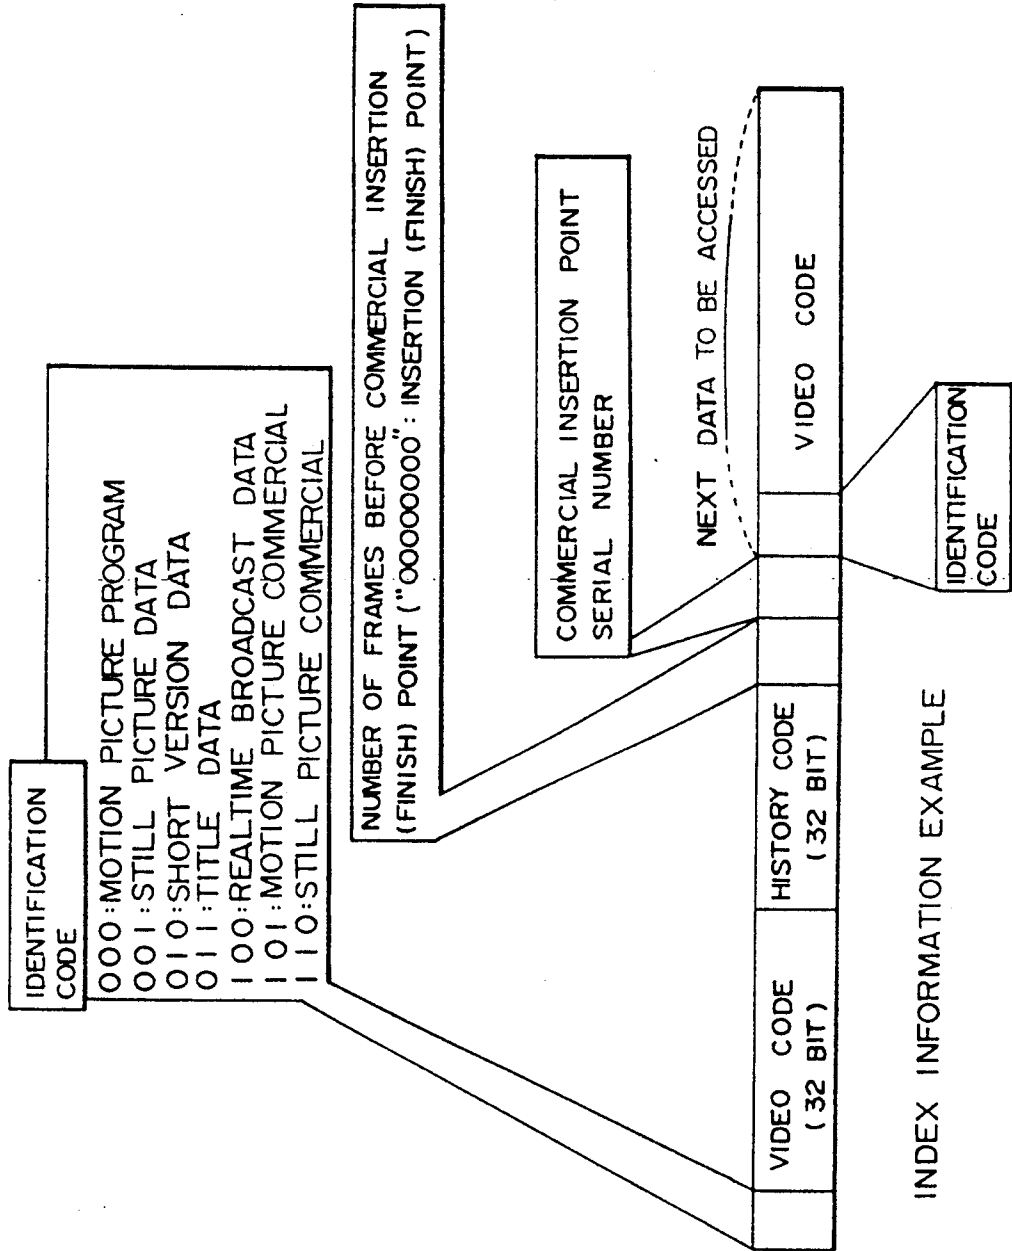 IDENTIFICATION
CODE
000:MOTION PICTURE PROGRAM
001:STILL PICTURE DATA
010:SHORT VERSION DATA
011:TITLE DATA
100:REALTIME BROADCAST DATA
101:MOTION PICTURE COMMERCIAL
110:STILL PICTURE COMMERCIAL
NUMBER OF FRAMES BEFORE COMMERCIAL INSERTION
(FINISH) POINT ("0000000": INSERTION (FINISH) POINT)
COMMERCIAL INSERTION POINT
SERIAL NUMBER
NEXT DATA TO BE ACCESSED
VIDEO CODE
(32 BIT)
HISTORY CODE
(32 BIT)
VIDEO CODE
IDENTIFICATION
CODE
INDEX INFORMATION EXAMPLE